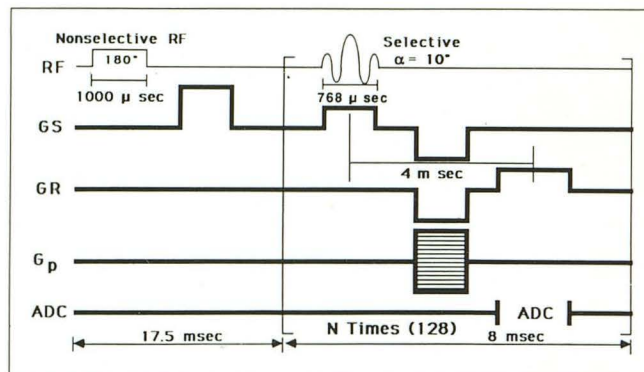 Nonselective RF
Selective
RF
180°
α = 10°
1000 μ sec
768 μ sec
GS
4 m sec
GR
Gp
ADC
ADC
N Times (128)
17.5 msec
8 msec